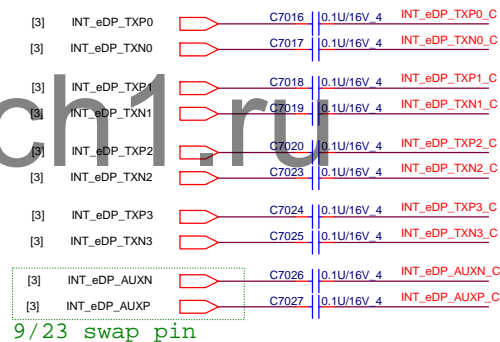 [3] INT_eDP_TXP0 C7016 0.1U/16V_4 INT_eDP_TXP0_C
[3] INT_eDP_TXN0 C7017 0.1U/16V_4 INT_eDP_TXN0_C
[3] INT_eDP_TXP1 C7018 0.1U/16V_4 INT_eDP_TXP1_C
[3] INT_eDP_TXN1 C7019 0.1U/16V_4 INT_eDP_TXN1_C
ch1.ru
[3] INT_eDP_TXP2 C7020 0.1U/16V_4 INT_eDP_TXP2_C
[3] INT_eDP_TXN2 C7023 0.1U/16V_4 INT_eDP_TXN2_C
[3] INT_eDP_TXP3 C7024 0.1U/16V_4 INT_eDP_TXP3_C
[3] INT_eDP_TXN3 C7025 0.1U/16V_4 INT_eDP_TXN3_C
[3] INT_eDP_AUXN C7026 0.1U/16V_4 INT_eDP_AUXN_C
[3] INT_eDP_AUXP C7027 0.1U/16V_4 INT_eDP_AUXP_C
9/23 swap pin